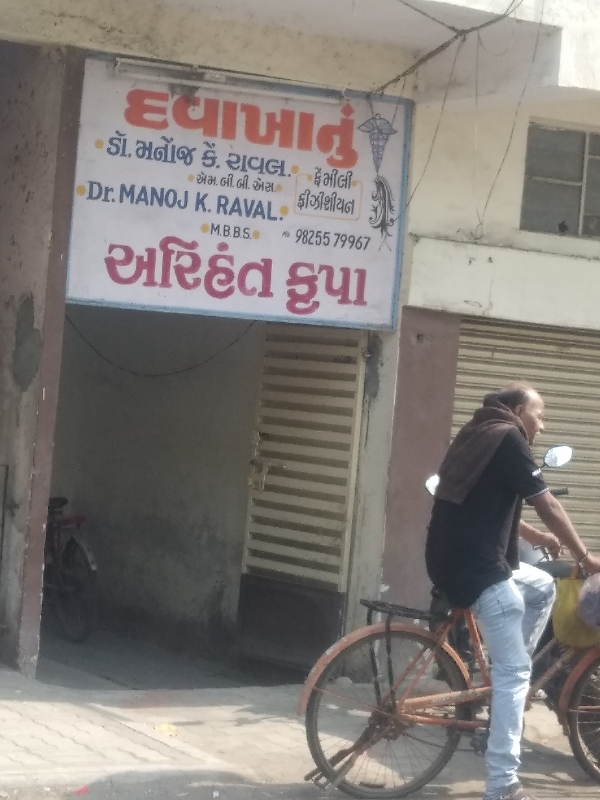 દવાખાનું
ડૉ. મનોજ કે. રાવલ.
એમ. બી. બી. એસ.
ફેમીલી
ફીઝીશીયન
Dr. MANOJ K. RAVAL.
M.B.B.S.
98255 79967
અરિહંત કૃપા